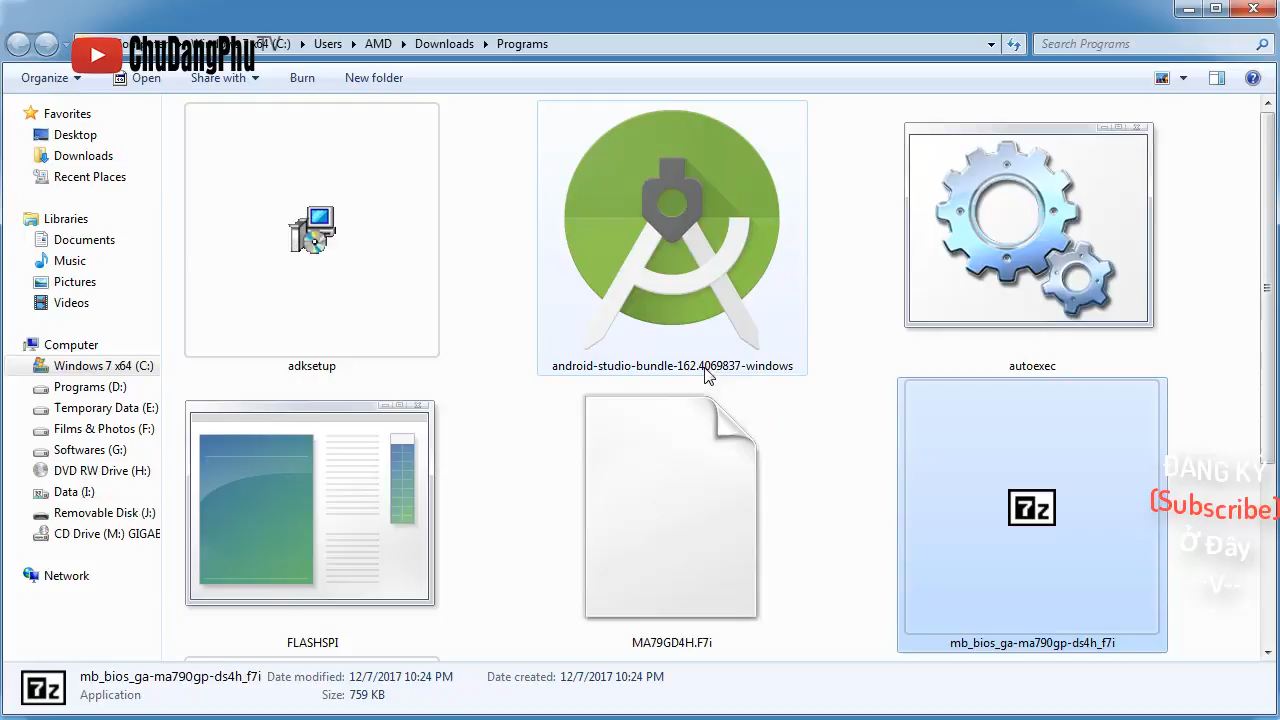 ChuDangPhu TV
(C:)
Users
AMD
Downloads
Programs
Search Programs
Organize
Open
Share with
Burn
New folder
Favorites
Desktop
Downloads
Recent Places
Libraries
Documents
Music
Pictures
Videos
Computer
Windows 7 x64 (C:)
Programs (D:)
Temporary Data (E:)
Films & Photos (F:)
Softwares (G:)
DVD RW Drive (H:)
Data (I:)
Removable Disk (J:)
CD Drive (M:) GIGAE
Network
adksetup
android-studio-bundle-162.4069837-windows
autoexec
FLASHSPI
MA79GD4H.F7i
7z
mb_bios_ga-ma790gp-ds4h_f7i
ĐĂNG KÝ
(Subscribe)
Ở Đây
--V--
7z
mb_bios_ga-ma790gp-ds4h_f7i
Date modified: 12/7/2017 10:24 PM
Date created: 12/7/2017 10:24 PM
Application
Size: 759 KB